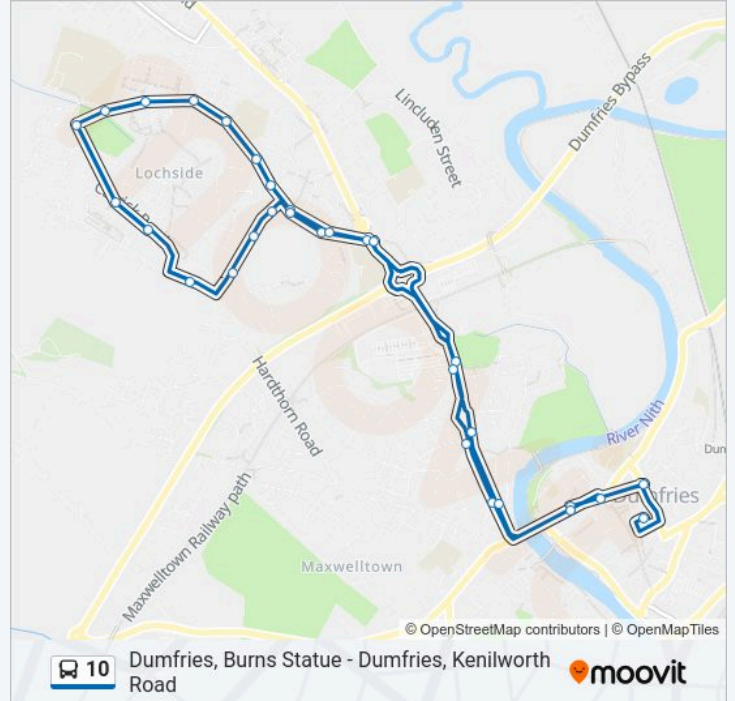 Lincluden Street
Dumfries Bypass
Lochside
Hardthorn Road
River Nith
Dumfries
Maxwelltown Railway path
Maxwelltown
© OpenStreetMap contributors | © OpenMapTiles
10
Dumfries, Burns Statue - Dumfries, Kenilworth
Road
moovit